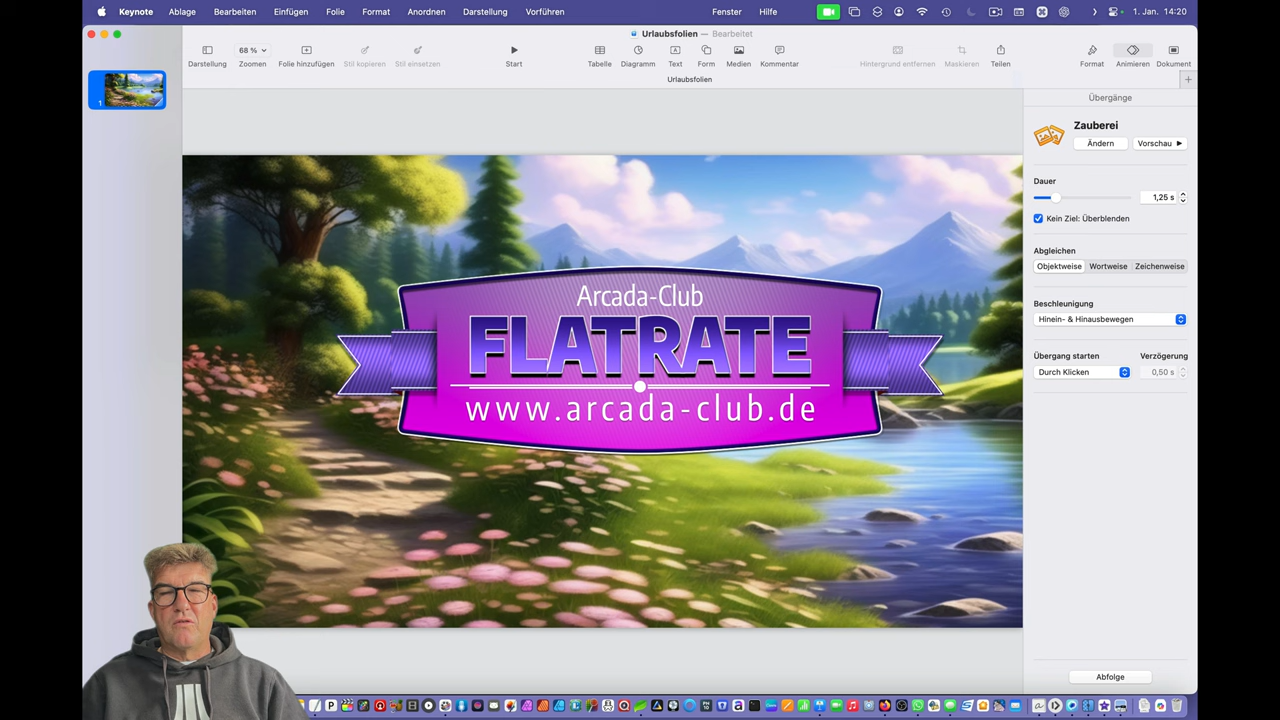 Keynote Ablage Bearbeiten Einfügen Folie Format Anordnen Darstellung Vorführen Fenster Hilfe 1. Jan. 14:20
Urlaubsfolien — Bearbeitet
68 %
Darstellung Zoomen Folie hinzufügen Stil kopieren Stil einsetzen Start Tabelle Diagramm Text Form Medien Kommentar Hintergrund entfernen Maskieren Teilen Format Animieren Dokument
Urlaubsfolien
Übergänge
1
Zauberei
Ändern Vorschau
Dauer
1,25 s
Kein Ziel: Überblenden
Abgleichen
Objektweise Wortweise Zeichenweise
Beschleunigung
Hinein- & Hinausbewegen
Übergang starten Verzögerung
Durch Klicken 0,50 s
Arcada-Club
FLATRATE
www.arcada-club.de
Abfolge